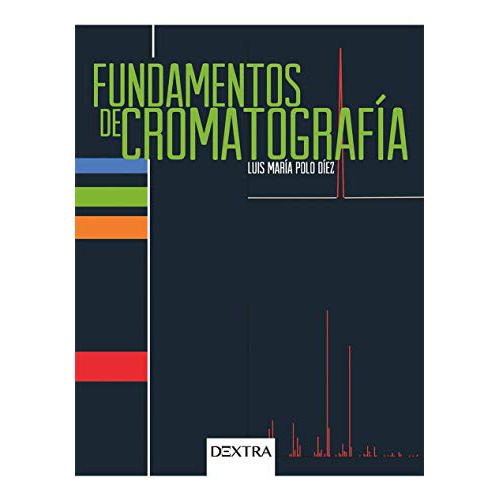 FUNDAMENTOS
DE CROMATOGRAFÍA
LUIS MARÍA POLO DÍEZ
DEXTRA